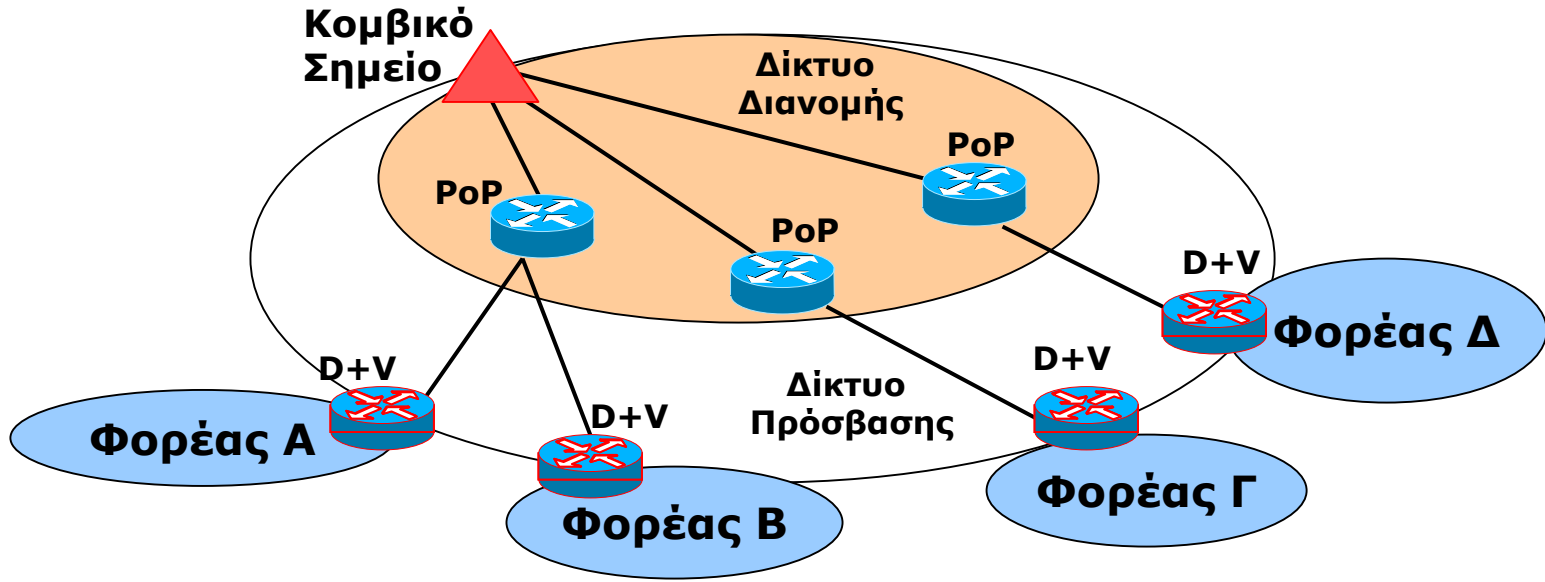 Κομβικό
Σημείο
Δίκτυο
Διανομής
PoP
PoP
PoP
D+V
Φορέας Δ
D+V
D+V
Δίκτυο
Πρόσβασης
D+V
Φορέας Α
Φορέας Β
Φορέας Γ